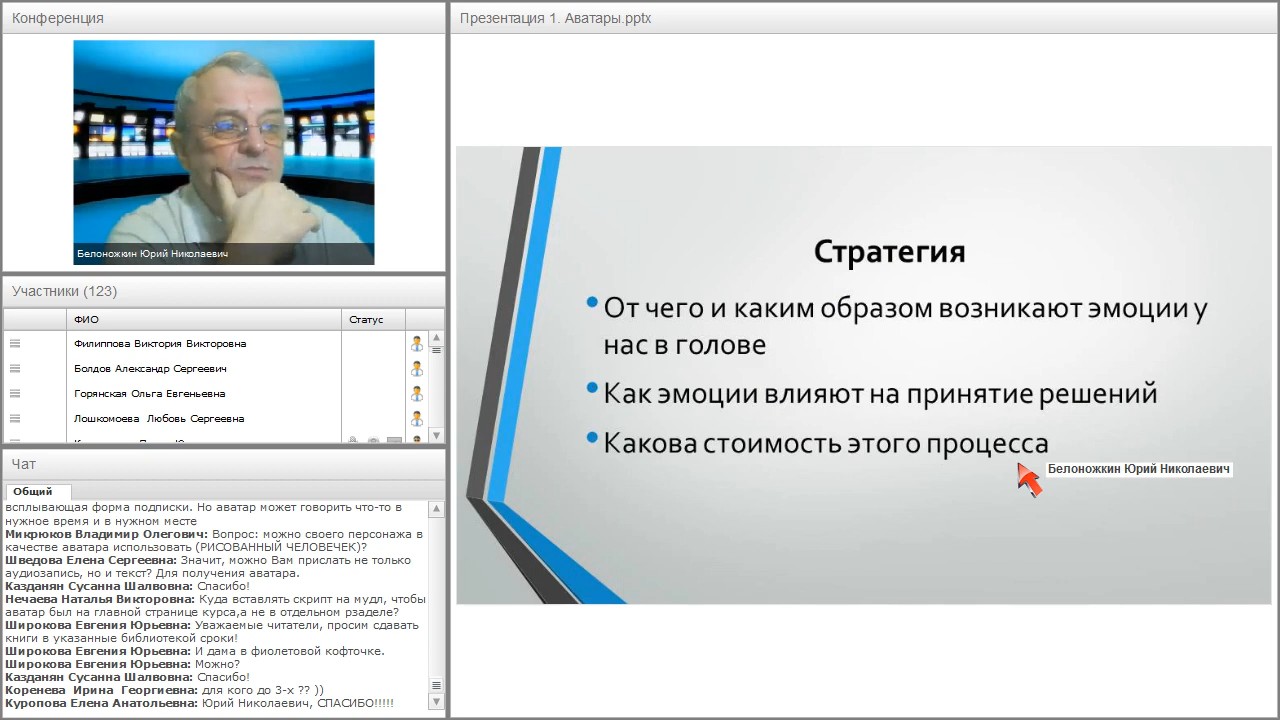 Конференция
Белоножкин Юрий Николаевич
Участники (123)
ФИО
Статус
Филиппова Виктория Викторовна
Болдов Александр Сергеевич
Горянская Ольга Евгеньевна
Лошкомоева Любовь Сергеевна
Чат
Общий
всплывающая форма подписки. Но аватар может говорить что-то в
нужное время и в нужном месте
Микрюков Владимир Олегович: Вопрос: можно своего персонажа в
качестве аватара использовать (РИСОВАННЫЙ ЧЕЛОВЕЧЕК)?
Шведова Елена Сергеевна: Значит, можно Вам прислать не только
аудиозапись, но и текст? Для получения аватара.
Казданян Сусанна Шалвовна: Спасибо!
Нечаева Наталья Викторовна: Куда вставлять скрипт на мудл, чтобы
аватар был на главной странице курса,а не в отдельном рзаделе?
Широкова Евгения Юрьевна: Уважаемые читатели, просим сдавать
книги в указанные библиотекой сроки!
Широкова Евгения Юрьевна: И дама в фиолетовой кофточке.
Широкова Евгения Юрьевна: Можно?
Казданян Сусанна Шалвовна: Спасибо!
Коренева Ирина Георгиевна: для кого до 3-х ?? ))
Куропова Елена Анатольевна: Юрий Николаевич, СПАСИБО!!!!!
Презентация 1. Аватары.pptx
Стратегия
От чего и каким образом возникают эмоции у
нас в голове
Как эмоции влияют на принятие решений
Какова стоимость этого процесса
Белоножкин Юрий Николаевич